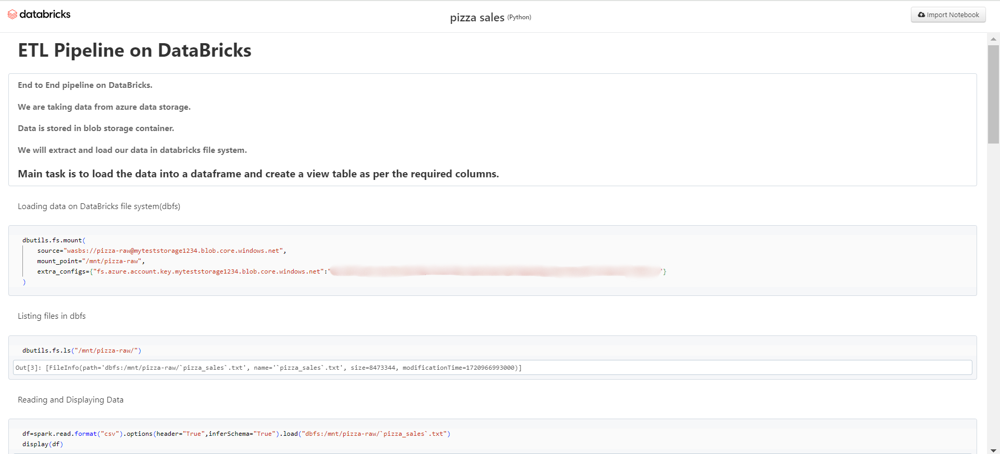 databricks
pizza sales (Python)
Import Notebook
ETL Pipeline on DataBricks
End to End pipeline on DataBricks.
We are taking data from azure data storage.
Data is stored in blob storage container.
We will extract and load our data in databricks file system.
Main task is to load the data into a dataframe and create a view table as per the required columns.
Loading data on DataBricks file system(dbfs)
dbutils.fs.mount(
source="wasbs://pizza-raw@myteststorage1234.blob.core.windows.net",
mount_point="/mnt/pizza-raw",
extra_configs={"fs.azure.account.key.myteststorage1234.blob.core.windows.net":"'}
)
Listing files in dbfs
dbutils.fs.ls("/mnt/pizza-raw/")
Out[3]: [FileInfo(path='dbfs:/mnt/pizza-raw/`pizza_sales`.txt', name='`pizza_sales`.txt', size=8473344, modificationTime=1720966993000)]
Reading and Displaying Data
df=spark.read.format("csv").options(header="True",inferSchema="True").load("dbfs:/mnt/pizza-raw/`pizza_sales`.txt")
display(df)